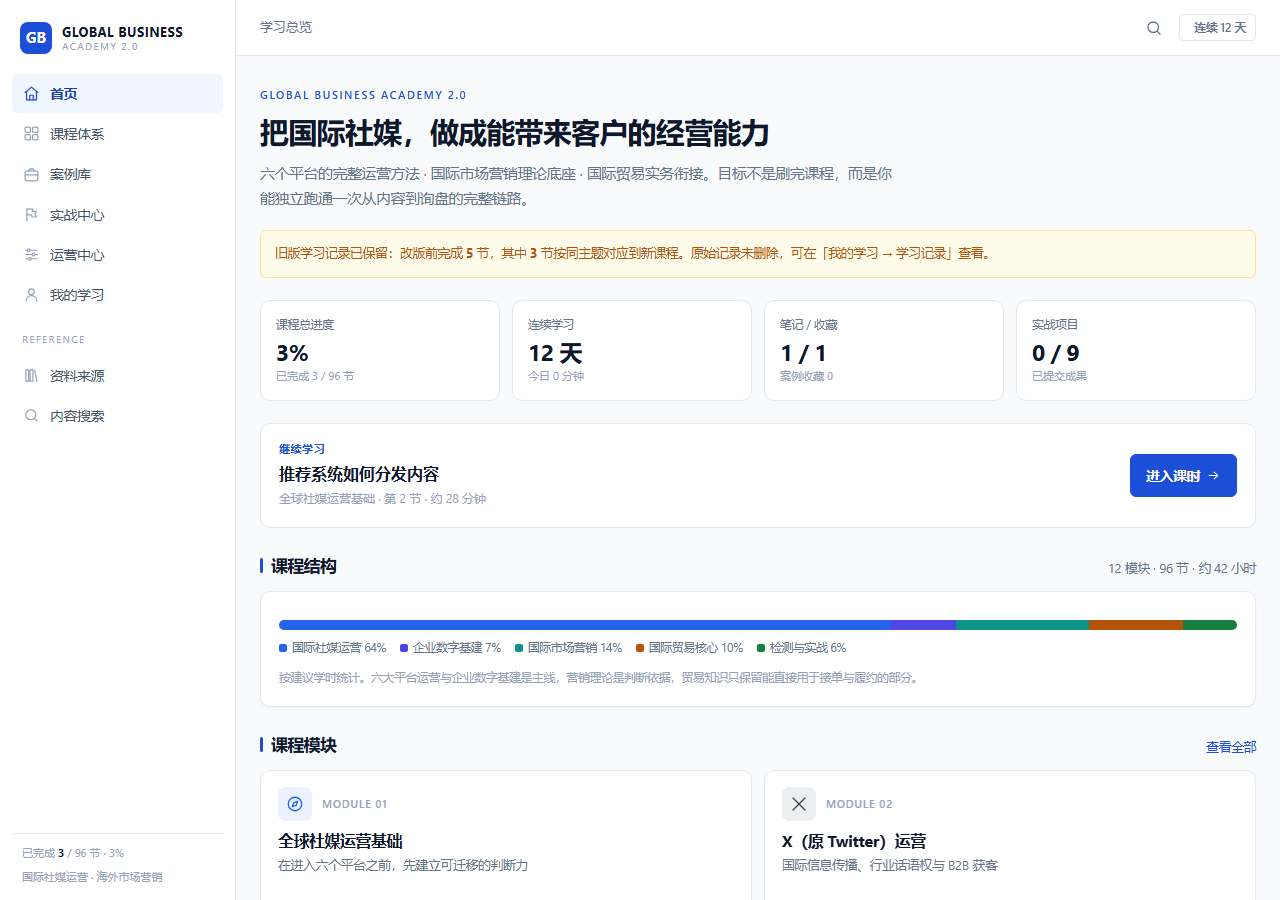 GB
GLOBAL BUSINESS
ACADEMY 2.0
首页
课程体系
案例库
实战中心
运营中心
我的学习
REFERENCE
资料来源
内容搜索
已完成 3 / 96 节 · 3%
国际社媒运营 · 海外市场营销
学习总览
连续 12 天
GLOBAL BUSINESS ACADEMY 2.0
把国际社媒，做成能带来客户的经营能力
六个平台的完整运营方法 · 国际市场营销理论底座 · 国际贸易实务衔接。目标不是刷完课程，而是你
能独立跑通一次从内容到询盘的完整链路。
旧版学习记录已保留：改版前完成 5 节，其中 3 节按同主题对应到新课程。原始记录未删除，可在「我的学习 → 学习记录」查看。
课程总进度
3%
已完成 3 / 96 节
连续学习
12 天
今日 0 分钟
笔记 / 收藏
1 / 1
案例收藏 0
实战项目
0 / 9
已提交成果
继续学习
推荐系统如何分发内容
全球社媒运营基础 · 第 2 节 · 约 28 分钟
进入课时 →
课程结构
12 模块 · 96 节 · 约 42 小时
国际社媒运营 64% 企业数字基建 7% 国际市场营销 14% 国际贸易核心 10% 检测与实战 6%
按建议学时统计。六大平台运营与企业数字基建是主线，营销理论是判断依据，贸易知识只保留能直接用于接单与履约的部分。
课程模块
查看全部
MODULE 01
全球社媒运营基础
在进入六个平台之前，先建立可迁移的判断力
MODULE 02
X（原 Twitter）运营
国际信息传播、行业话语权与 B2B 获客